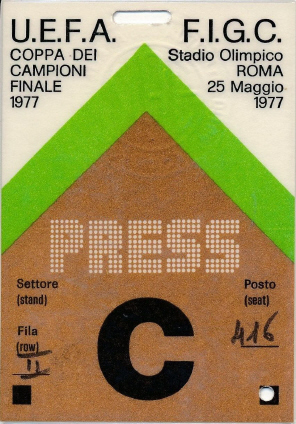 U.E.F.A. F.I.G.C.
COPPA DEI Stadio Olimpico
CAMPIONI ROMA
FINALE 25 Maggio
1977 1977
PRESS
Settore Posto
(stand) (seat)
C
Fila 416
(row)
II